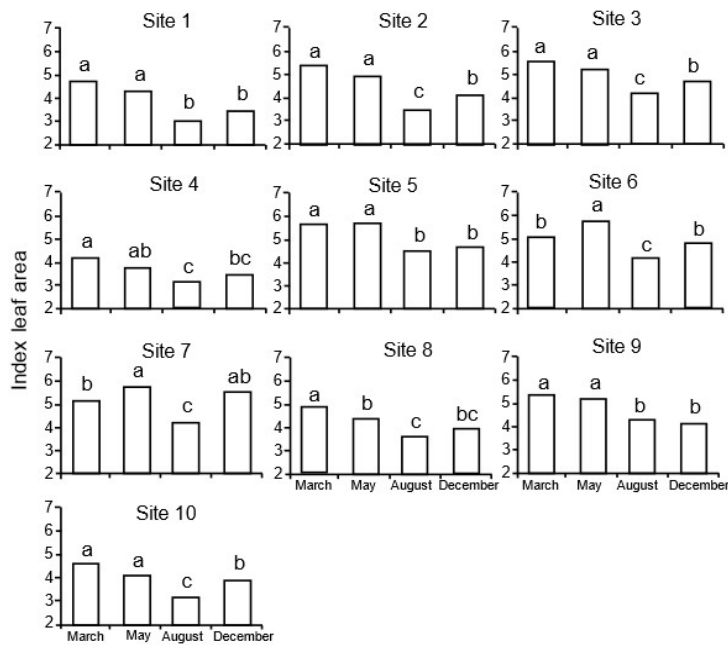 Index leaf area
Site 1
7
6
5
4
3
2
a a b b
Site 2
7
6
5
4
3
2
a a c b
Site 3
7
6
5
4
3
2
a a c b
Site 4
7
6
5
4
3
2
a ab c bc
Site 5
7
6
5
4
3
2
a a b b
Site 6
7
6
5
4
3
2
b a c b
Site 7
7
6
5
4
3
2
b a c ab
Site 8
7
6
5
4
3
2
a b c bc
March May August December
Site 9
7
6
5
4
3
2
a a b b
March May August December
Site 10
7
6
5
4
3
2
a a c b
March May August December